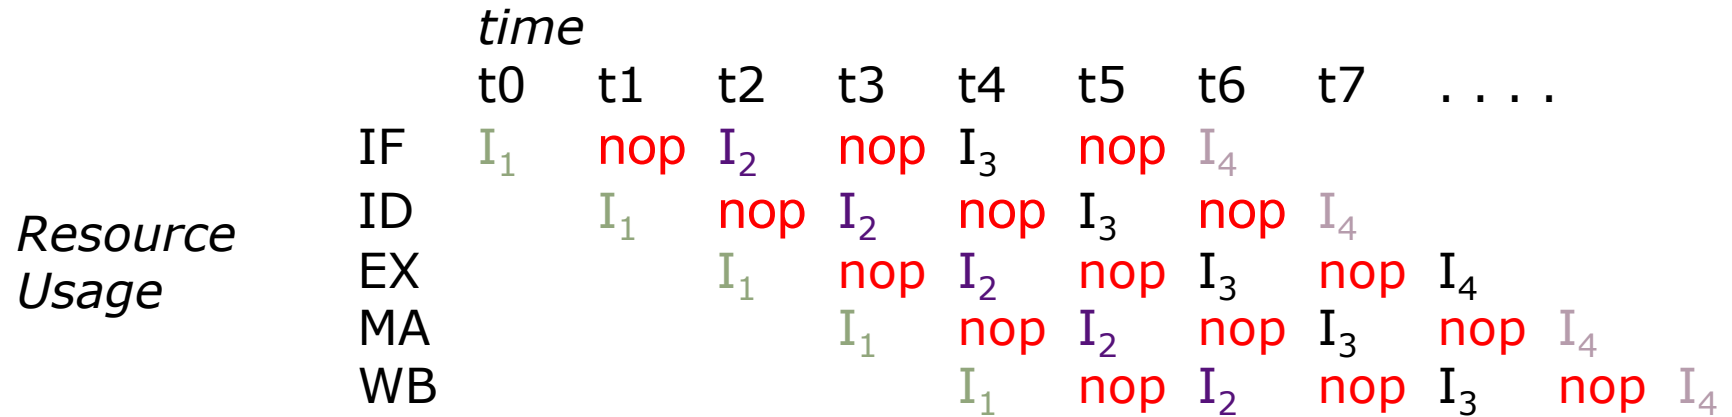 time
t0 t1 t2 t3 t4 t5 t6 t7 . . . .
IF I₁ nop I₂ nop I₃ nop I₄
ID I₁ nop I₂ nop I₃ nop I₄
Resource
EX I₁ nop I₂ nop I₃ nop I₄
Usage
MA I₁ nop I₂ nop I₃ nop I₄
WB I₁ nop I₂ nop I₃ nop I₄